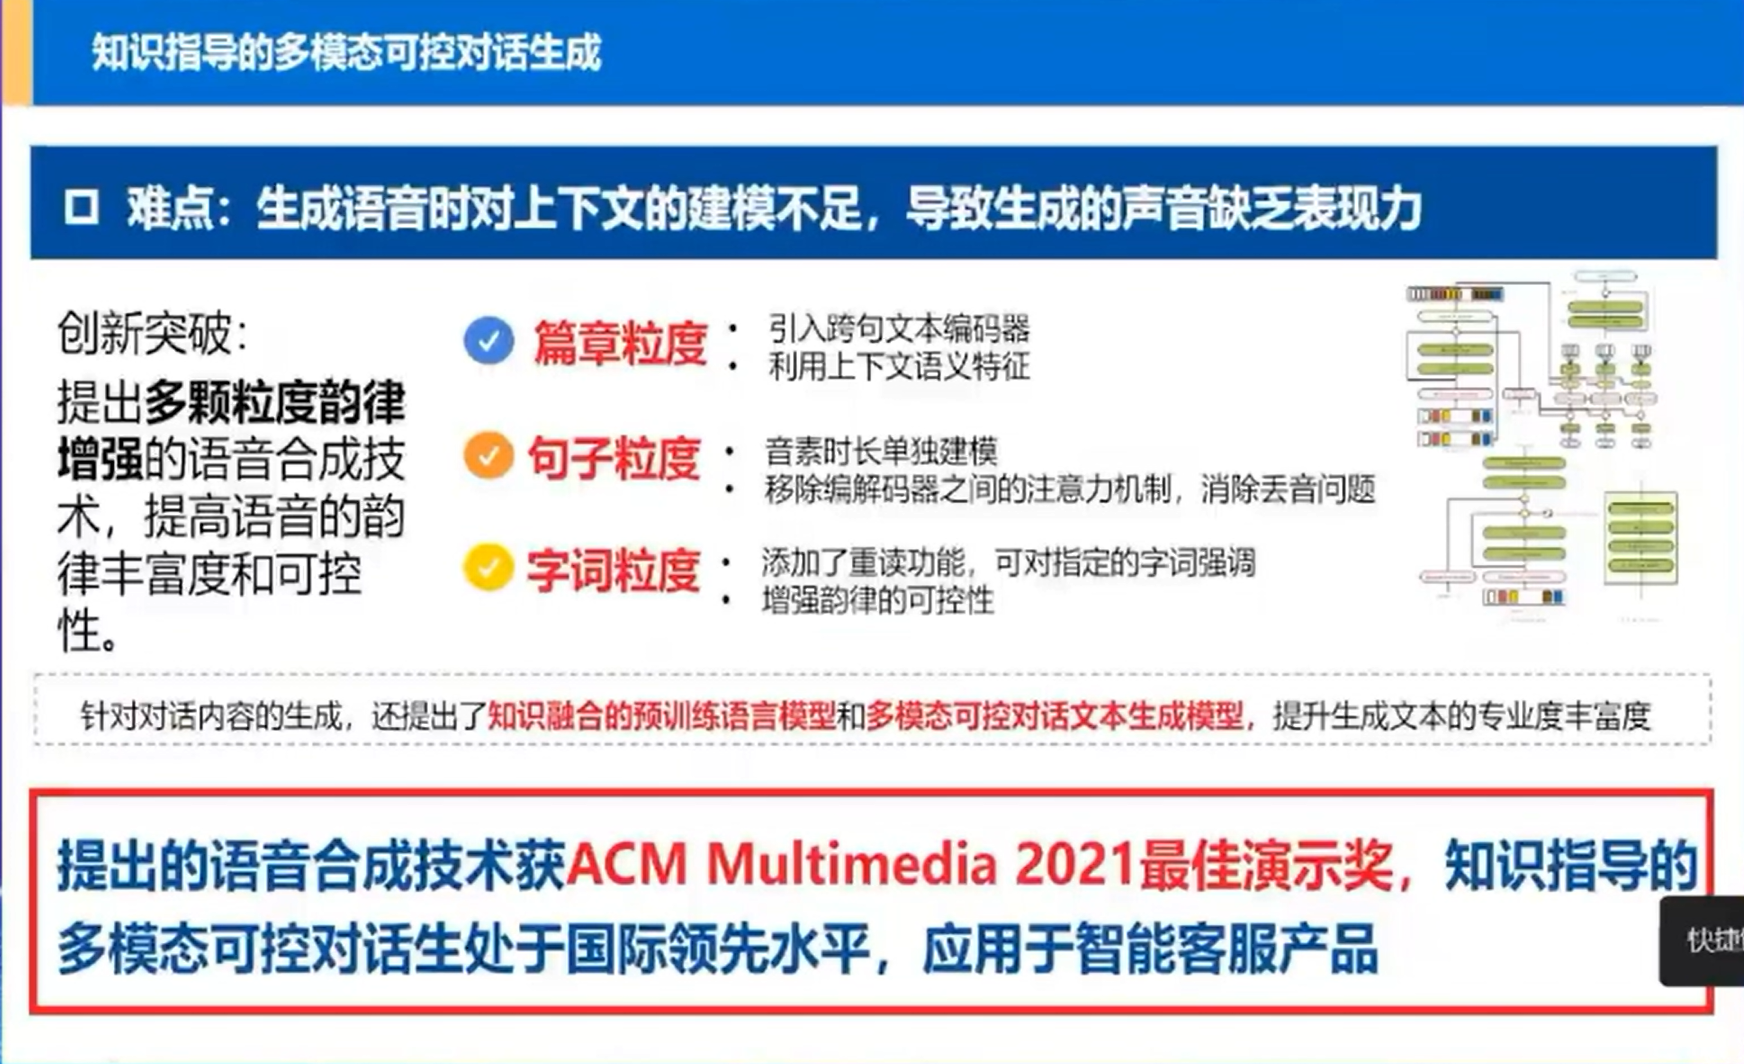 知识指导的多模态可控对话生成
难点：生成语音时对上下文的建模不足，导致生成的声音缺乏表现力
创新突破：
提出多颗粒度韵律
增强的语音合成技
术，提高语音的韵
律丰富度和可控
性。
篇章粒度
• 引入跨句文本编码器
• 利用上下文语义特征
句子粒度
• 音素时长单独建模
• 移除编解码器之间的注意力机制，消除丢音问题
字词粒度
• 添加了重读功能，可对指定的字词强调
• 增强韵律的可控性
针对对话内容的生成，还提出了知识融合的预训练语言模型和多模态可控对话文本生成模型，提升生成文本的专业度丰富度
提出的语音合成技术获ACM Multimedia 2021最佳演示奖，知识指导的
多模态可控对话生处于国际领先水平，应用于智能客服产品
快捷